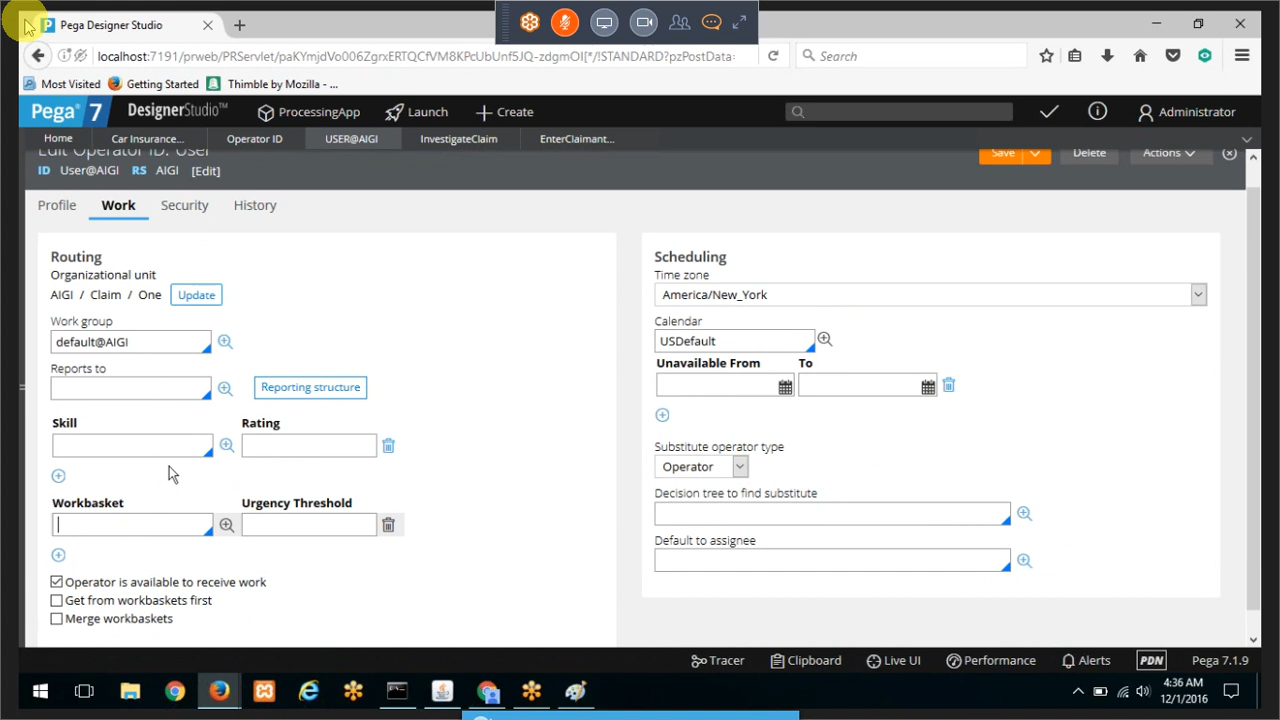 Pega Designer Studio
localhost:7191/prweb/PRServlet/paKYmjdVo006ZgrxERTQCfVM8KPcUUnf5JQ-zdgmOI[*/!STANDARD?pzPostData=
Search
Most Visited Getting Started Thimble by Mozilla - ...
Pega 7 DesignerStudio™ ProcessingApp Launch Create Administrator
Home Car Insurance... Operator ID USER@AIGI InvestigateClaim EnterClaimant...
Edit Operator ID: User
Save Delete Actions
ID User@AIGI RS AIGI [Edit]
Profile Work Security History
Routing
Organizational unit
AIGI / Claim / One Update
Work group
default@AIGI
Reports to
Reporting structure
Skill Rating
Workbasket Urgency Threshold
Operator is available to receive work
Get from workbaskets first
Merge workbaskets
Scheduling
Time zone
America/New_York
Calendar
USDefault
Unavailable From To
Substitute operator type
Operator
Decision tree to find substitute
Default to assignee
Tracer Clipboard Live UI Performance Alerts PDN Pega 7.1.9
4:36 AM
12/1/2016